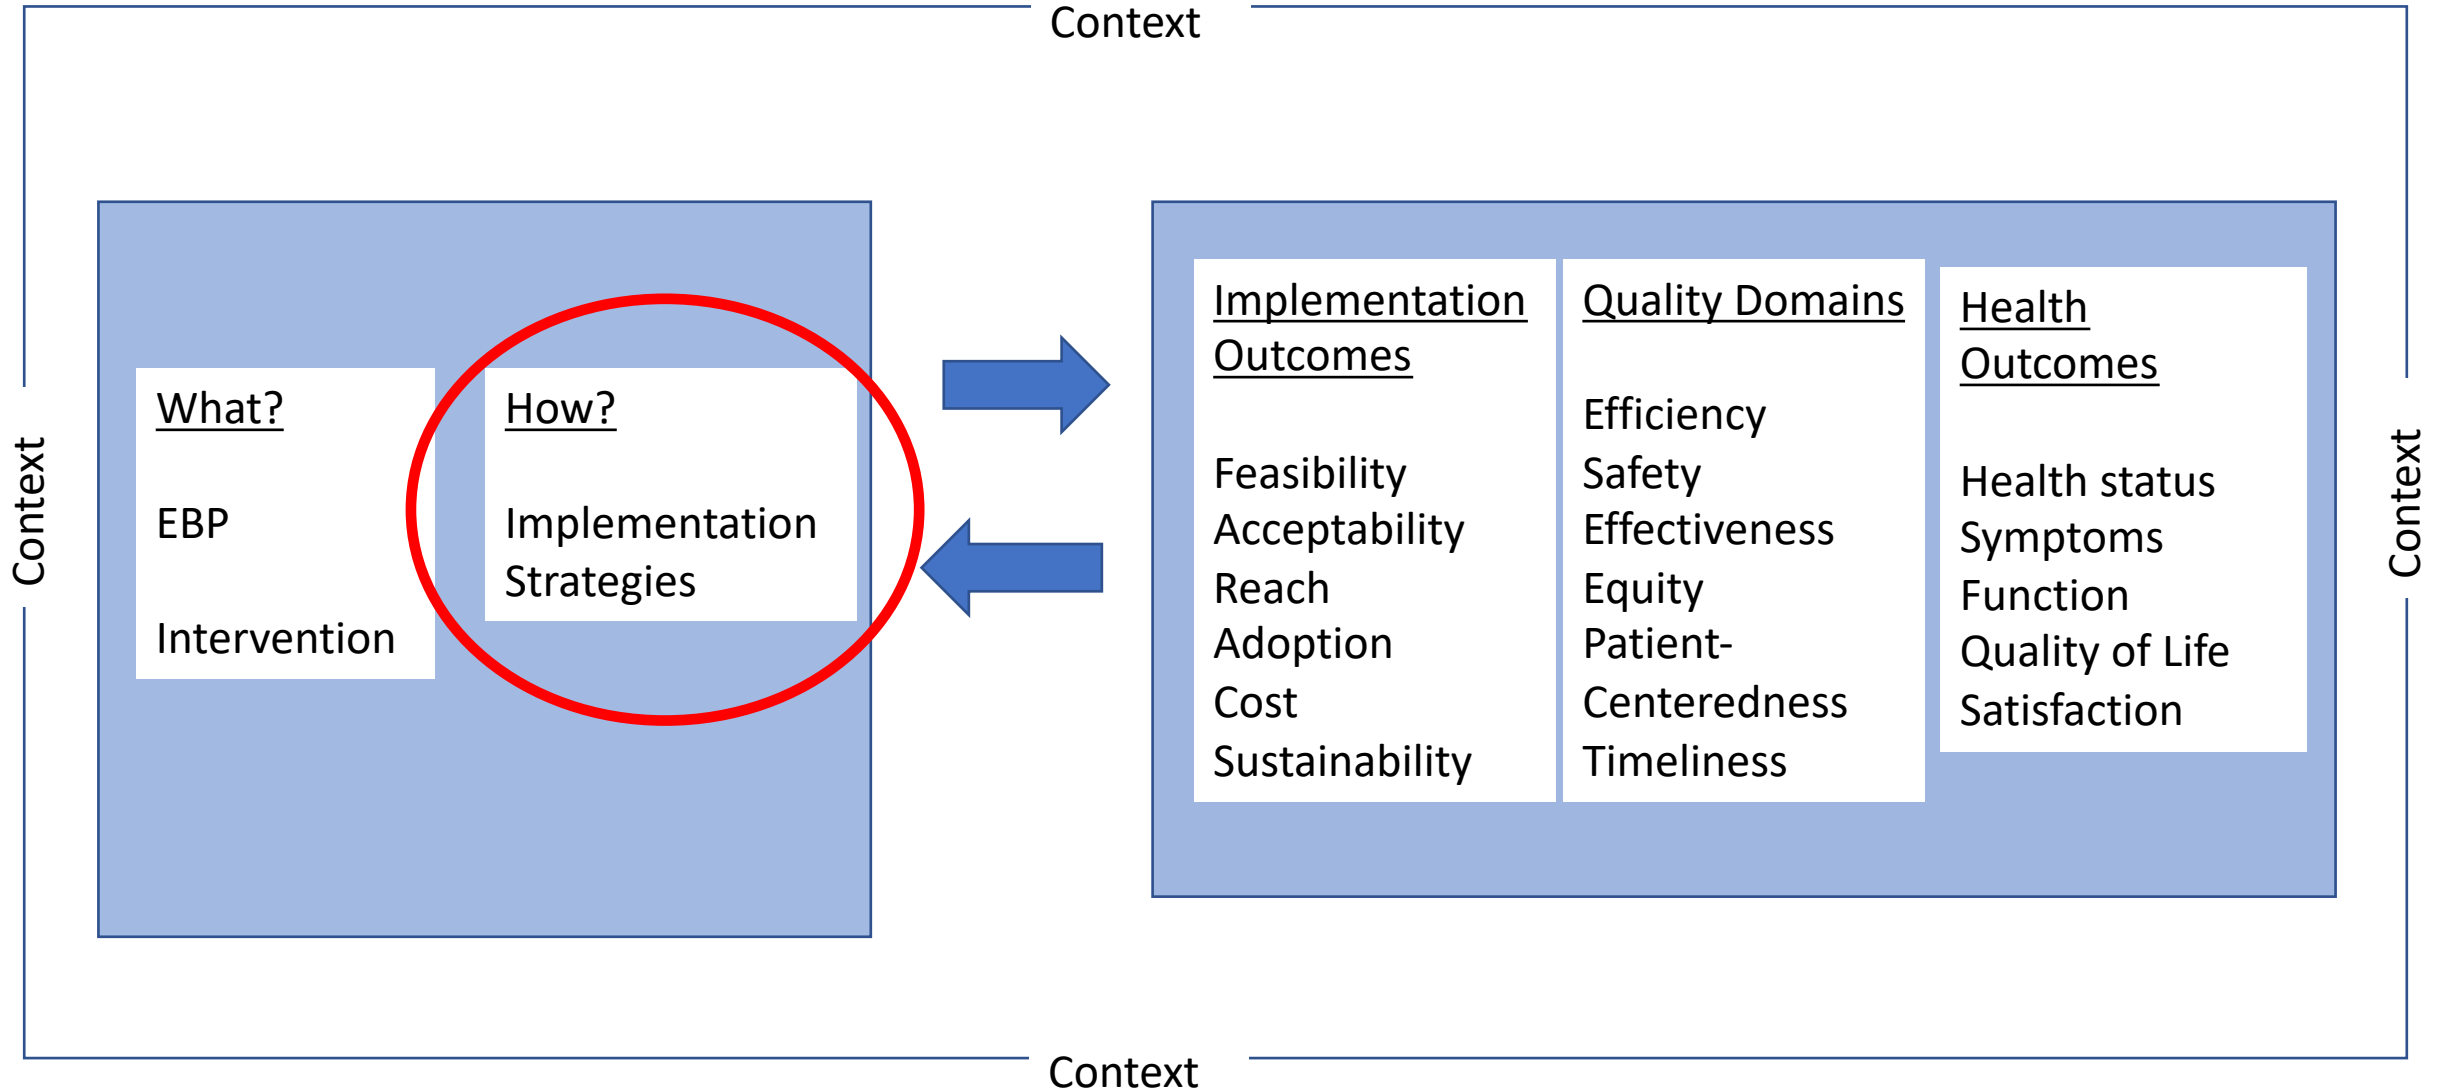 Context
Context
What?
EBP
Intervention
How?
Implementation
Strategies
Implementation
Outcomes
Feasibility
Acceptability
Reach
Adoption
Cost
Sustainability
Quality Domains
Efficiency
Safety
Effectiveness
Equity
Patient-
Centeredness
Timeliness
Health
Outcomes
Health status
Symptoms
Function
Quality of Life
Satisfaction
Context
Context